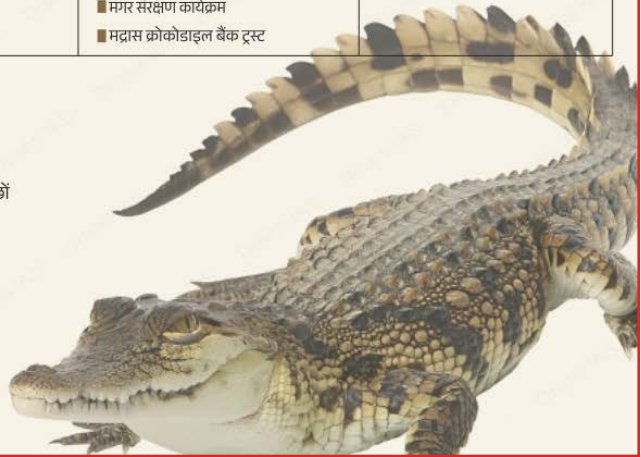 मगर संरक्षण कार्यक्रम
मद्रास क्रोकोडाइल बैंक ट्रस्ट